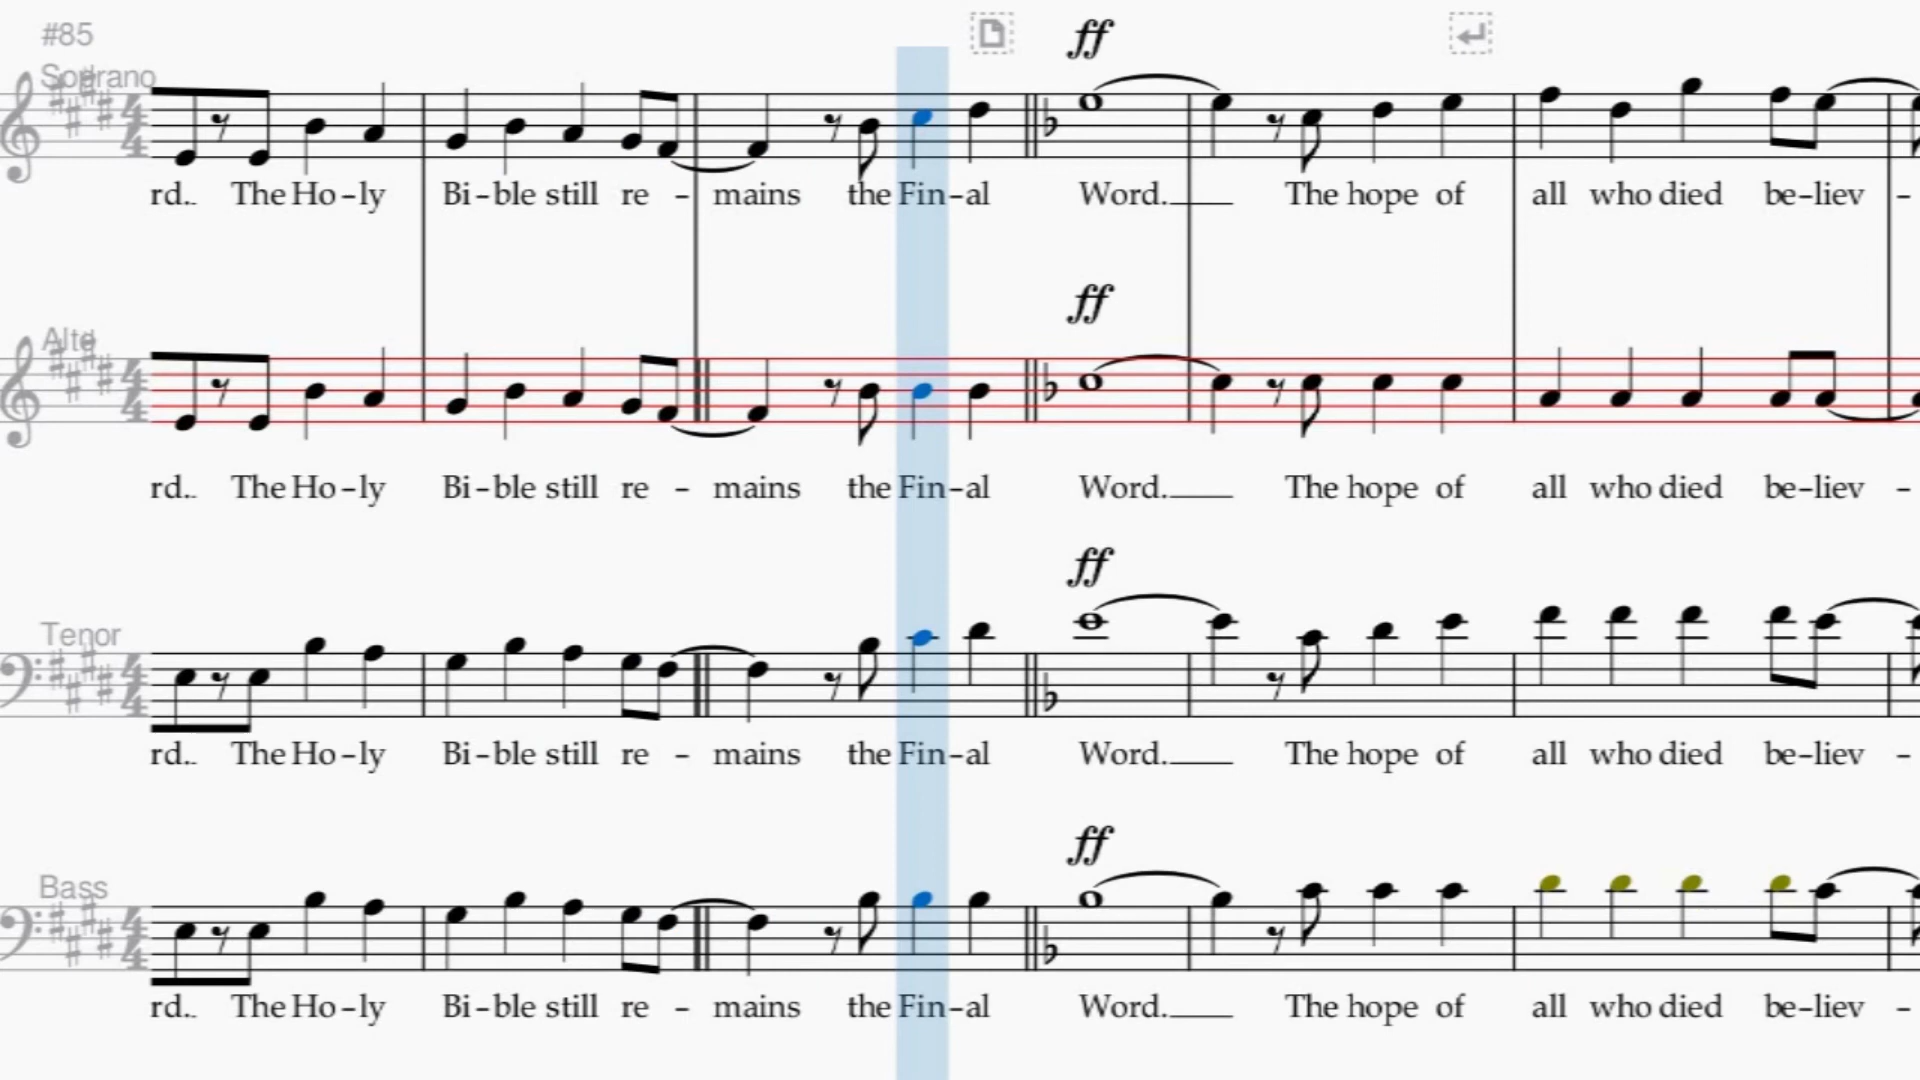 #85
ff
Soprano
rd.. The Ho-ly Bi-ble still re - mains the Fin-al Word.__ The hope of all who died be-liev -
ff
Alto
rd.. The Ho-ly Bi-ble still re - mains the Fin-al Word.__ The hope of all who died be-liev -
ff
Tenor
rd.. The Ho-ly Bi-ble still re - mains the Fin-al Word.__ The hope of all who died be-liev -
ff
Bass
rd.. The Ho-ly Bi-ble still re - mains the Fin-al Word.__ The hope of all who died be-liev -